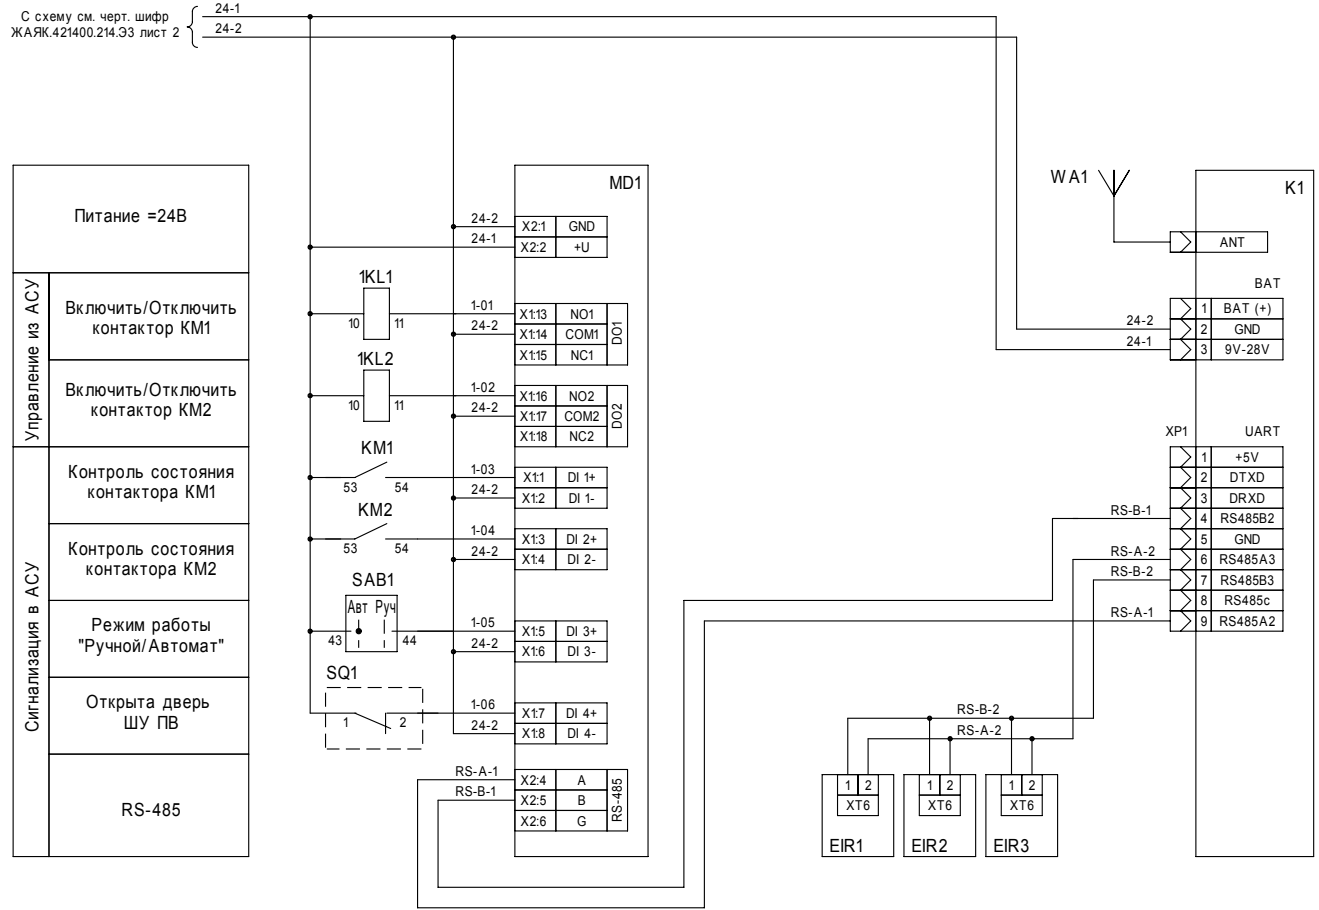 С схему см. черт. шифр
ЖАЯК.421400.214.ЭЗ лист 2
24-1
24-2
Питание =24В
Управление из АСУ
Включить/Отключить
контактор КМ1
Включить/Отключить
контактор КМ2
Сигнализация в АСУ
Контроль состояния
контактора КМ1
Контроль состояния
контактора КМ2
Режим работы
"Ручной/Автомат"
Открыта дверь
ШУ ПВ
RS-485
1KL1
10 11
1KL2
10 11
KM1
53 54
KM2
53 54
SAB1
Авт Руч
43 44
SQ1
1 2
MD1
24-2 X2:1 GND
24-1 X2:2 +U
1-01 X1:13 NO1
24-2 X1:14 COM1
X1:15 NC1
DO1
1-02 X1:16 NO2
24-2 X1:17 COM2
X1:18 NC2
DO2
1-03 X1:1 DI 1+
24-2 X1:2 DI 1-
1-04 X1:3 DI 2+
24-2 X1:4 DI 2-
1-05 X1:5 DI 3+
24-2 X1:6 DI 3-
1-06 X1:7 DI 4+
24-2 X1:8 DI 4-
RS-A-1 X2:4 A
RS-B-1 X2:5 B
X2:6 G
RS-485
WA1
K1
ANT
BAT
1 BAT (+)
24-2 2 GND
24-1 3 9V-28V
XP1 UART
1 +5V
2 DTXD
3 DRXD
RS-B-1 4 RS485B2
5 GND
RS-A-2 6 RS485A3
RS-B-2 7 RS485B3
8 RS485c
RS-A-1 9 RS485A2
RS-B-2
RS-A-2
1 2
XT6
EIR1
1 2
XT6
EIR2
1 2
XT6
EIR3